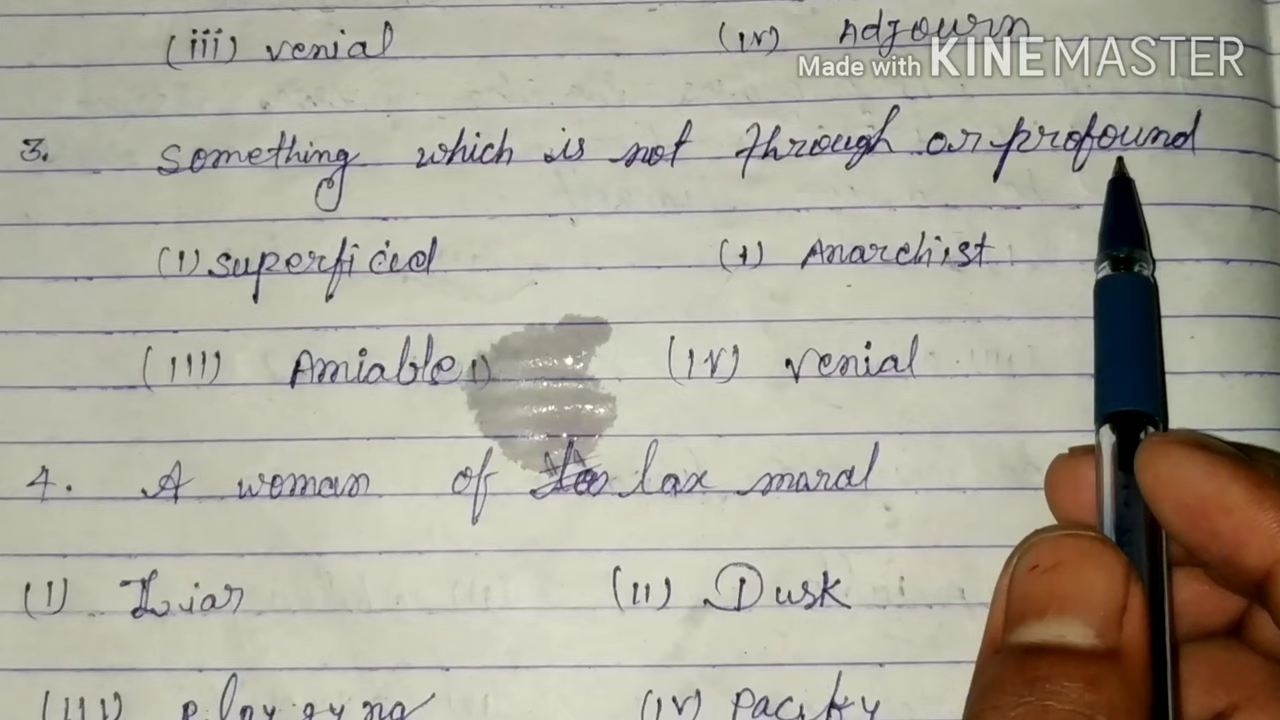 (iii) venial (iv) Adjourn
Made with KINEMASTER
3. Something which is not through or profound
(I) superficial (I) Anarchist
(III) Amiable (IV) venial
4. A woman of lax moral
(I) Liar (II) Dusk
(III) (IV) Pacify